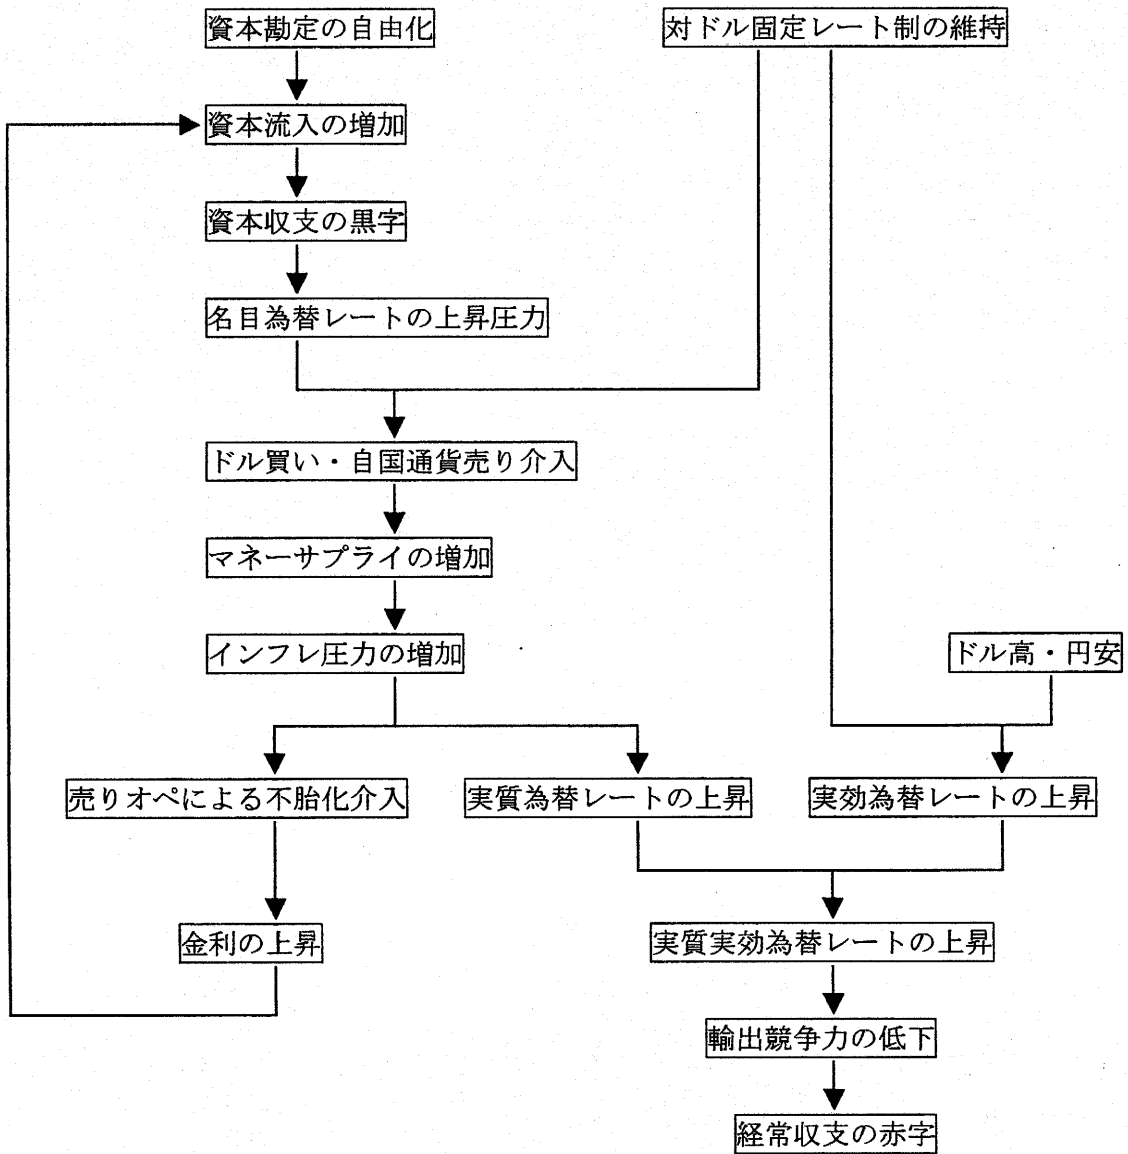 資本勘定の自由化
対ドル固定レート制の維持
資本流入の増加
資本収支の黒字
名目為替レートの上昇圧力
ドル買い・自国通貨売り介入
マネーサプライの増加
インフレ圧力の増加
ドル高・円安
売りオペによる不胎化介入
実質為替レートの上昇
実効為替レートの上昇
金利の上昇
実質実効為替レートの上昇
輸出競争力の低下
経常収支の赤字